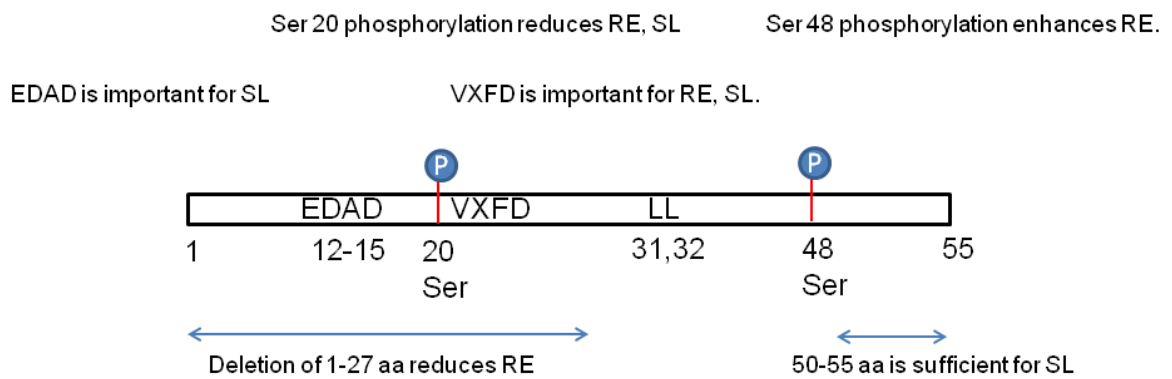 Ser 20 phosphorylation reduces RE, SL
Ser 48 phosphorylation enhances RE.
EDAD is important for SL
VXFD is important for RE, SL.
P
P
EDAD
VXFD
LL
1
12-15
20
31,32
48
55
Ser
Ser
Deletion of 1-27 aa reduces RE
50-55 aa is sufficient for SL